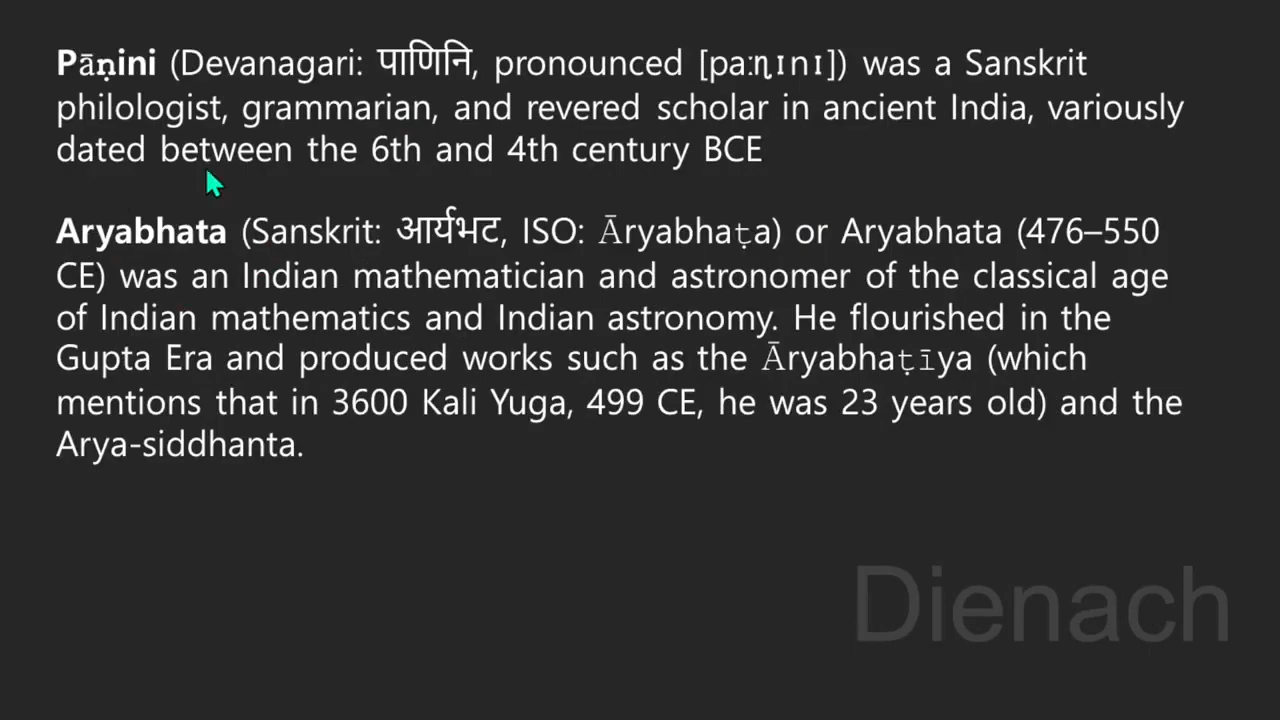 Pāṇini (Devanagari: पाणिनि, pronounced [paːɳɪnɪ]) was a Sanskrit
philologist, grammarian, and revered scholar in ancient India, variously
dated between the 6th and 4th century BCE
Aryabhata (Sanskrit: आर्यभट, ISO: Āryabhaṭa) or Aryabhata (476–550
CE) was an Indian mathematician and astronomer of the classical age
of Indian mathematics and Indian astronomy. He flourished in the
Gupta Era and produced works such as the Āryabhaṭīya (which
mentions that in 3600 Kali Yuga, 499 CE, he was 23 years old) and the
Arya-siddhanta.
Dienach